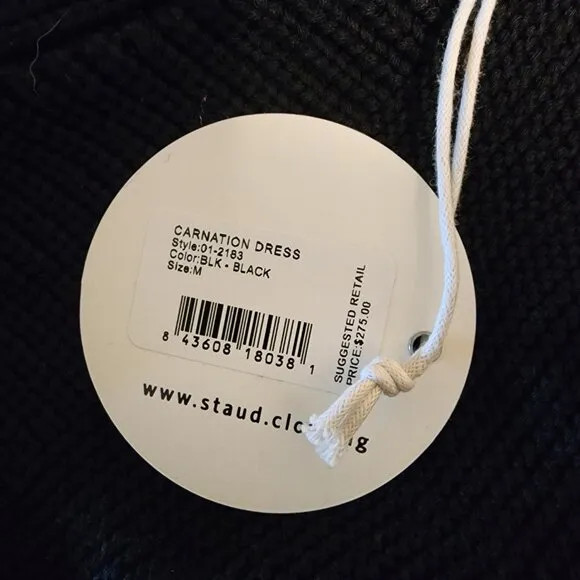 CARNATION DRESS
Style:01-2183
Color:BLK - BLACK
Size:M
8 43608 18038 1
SUGGESTED RETAIL
PRICE:$275.00
www.staud.clo